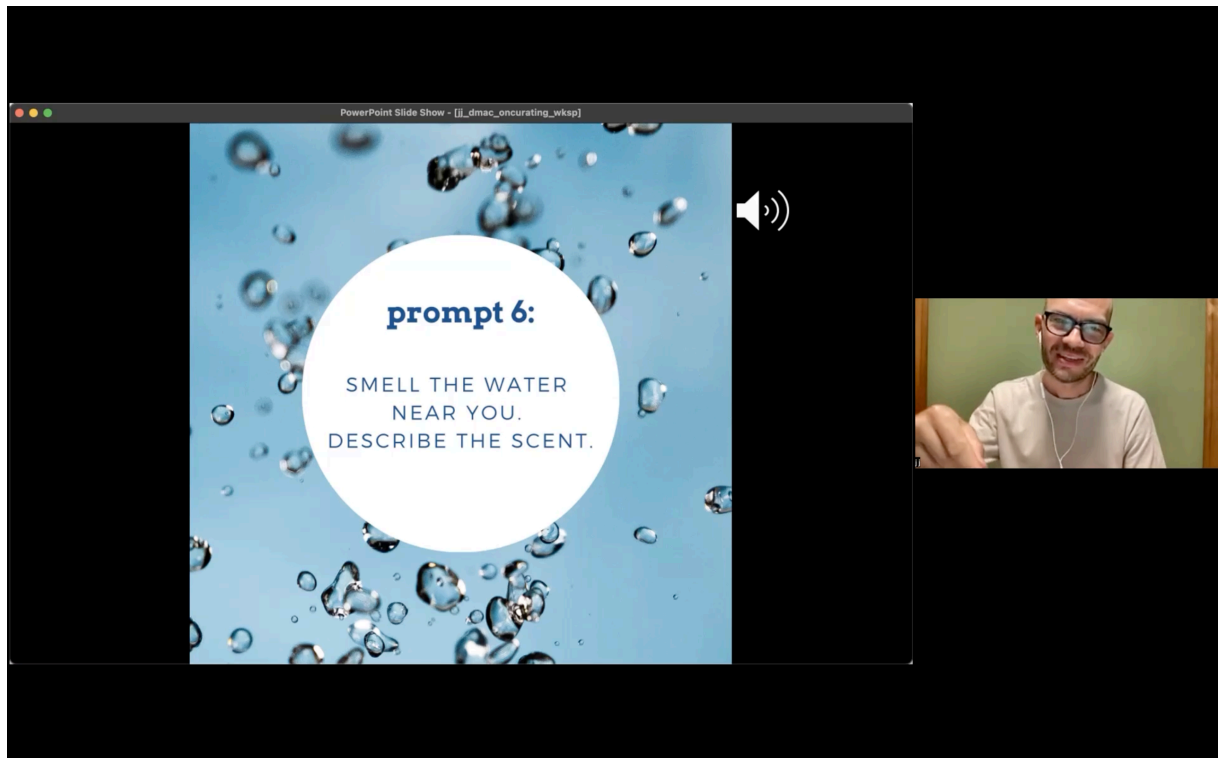 PowerPoint Slide Show - [jj_dmac_oncurating_wksp]
prompt 6:
SMELL THE WATER
NEAR YOU.
DESCRIBE THE SCENT.